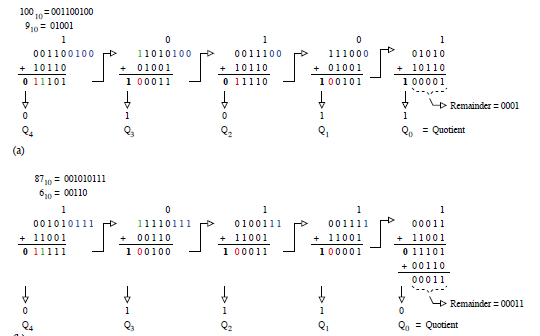 100₁₀ = 001100100
9₁₀ = 01001
1 0 1 0 1
001100100 11010100 0011100 111000 01010
+ 10110 + 01001 + 10110 + 01001 + 10110
0 11101 1 00011 0 11110 1 00101 1 00001
Remainder = 0001
0 1 0 1 1
Q₄ Q₃ Q₂ Q₁ Q₀ = Quotient
(a)
87₁₀ = 001010111
6₁₀ = 00110
1 0 1 1 1
001010111 11110111 0100111 001111 00011
+ 11001 + 00110 + 11001 + 11001 + 11001
0 11111 1 00100 1 00011 1 00001 0 11101
+ 00110
00011
Remainder = 00011
0 1 1 1 0
Q₄ Q₃ Q₂ Q₁ Q₀ = Quotient